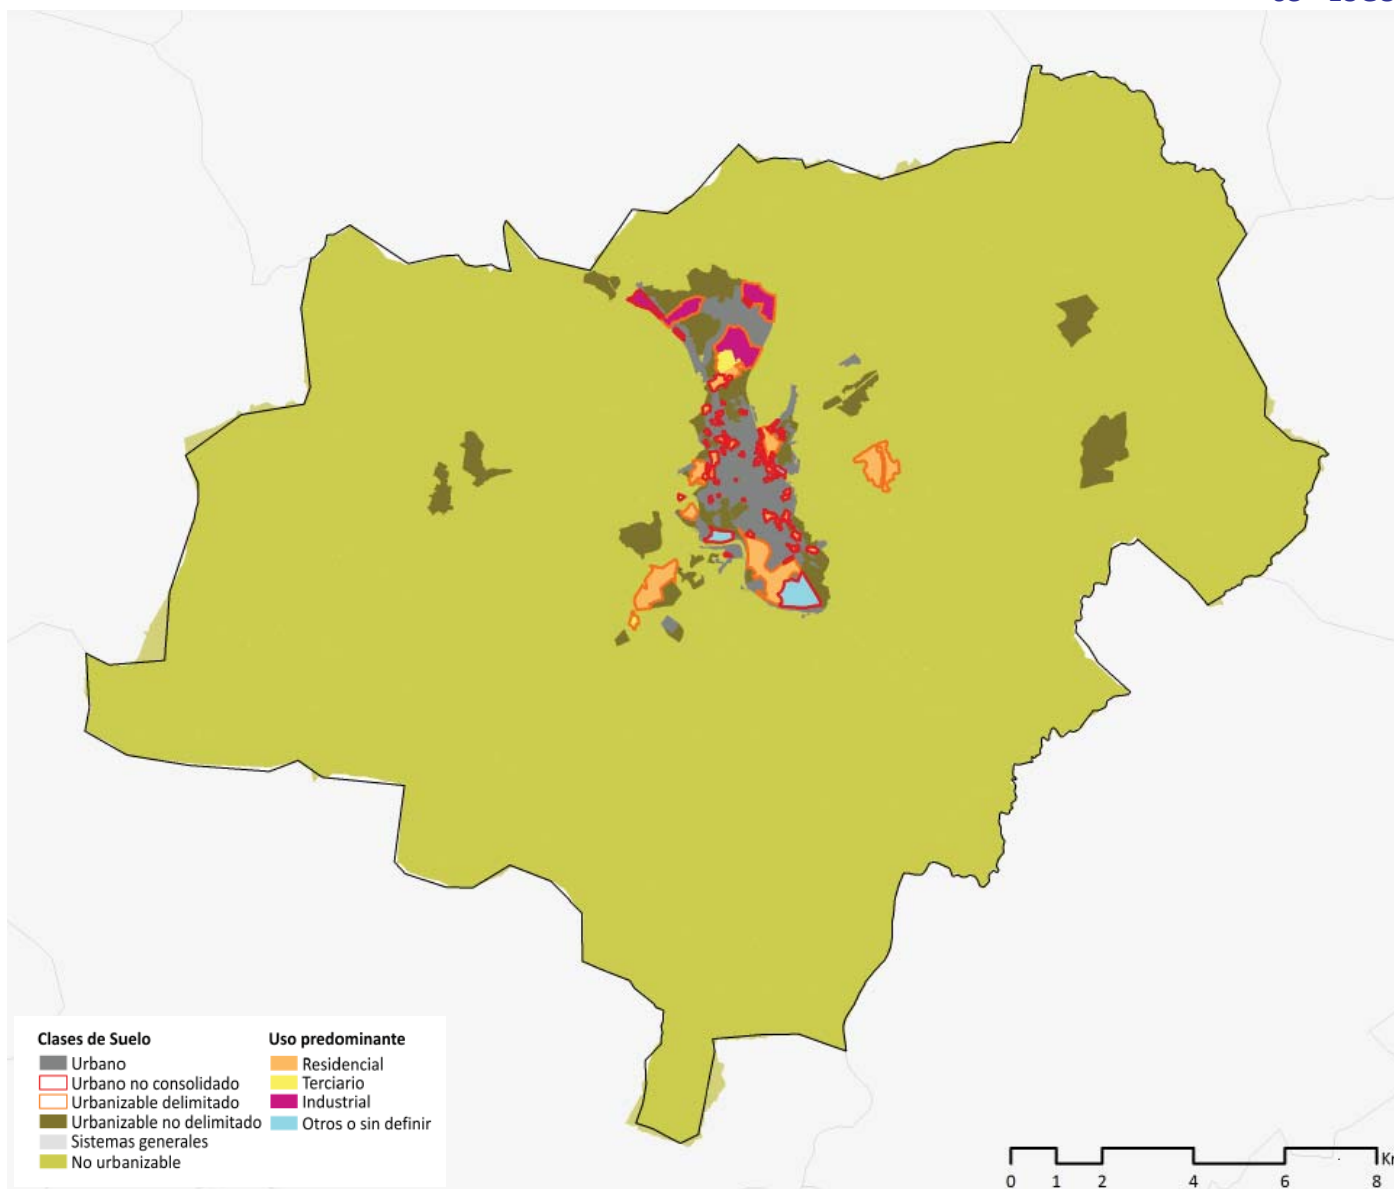 Clases de Suelo
Urbano
Urbano no consolidado
Urbanizable delimitado
Urbanizable no delimitado
Sistemas generales
No urbanizable
Uso predominante
Residencial
Terciario
Industrial
Otros o sin definir
0 1 2 4 6 8